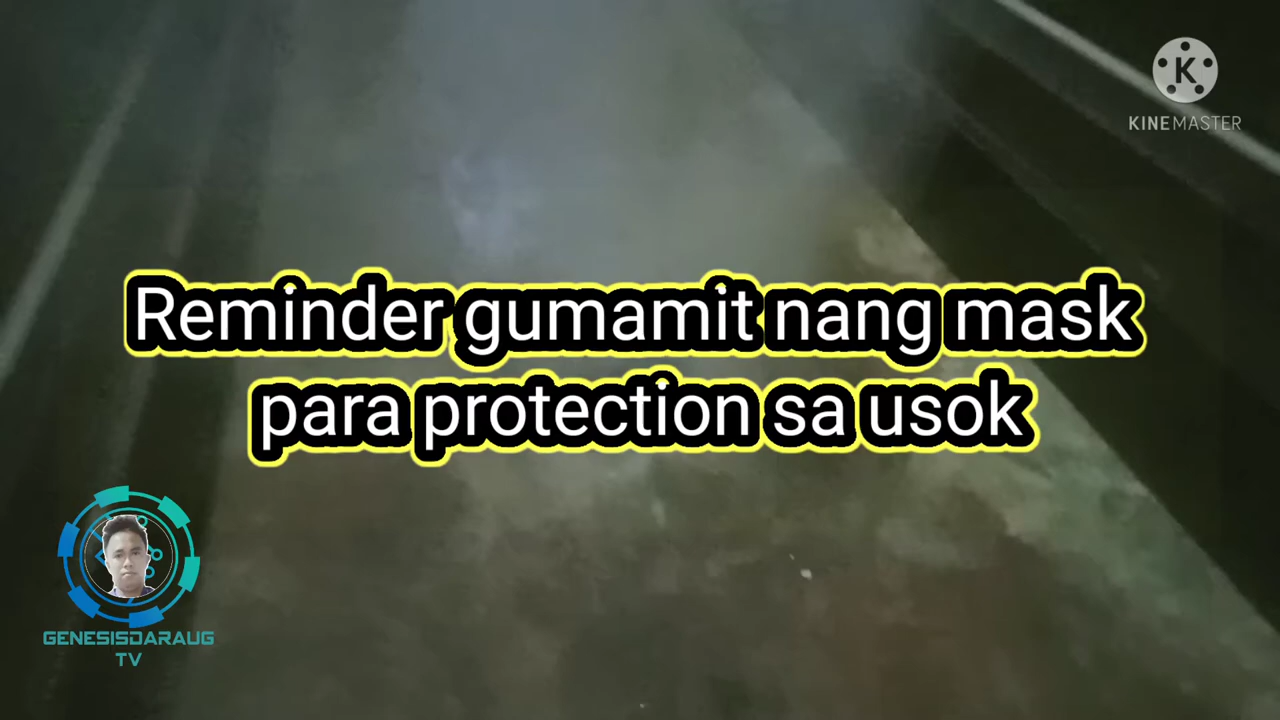 KINEMASTER
Reminder gumamit nang mask
para protection sa usok
GENESISDARAUG
TV